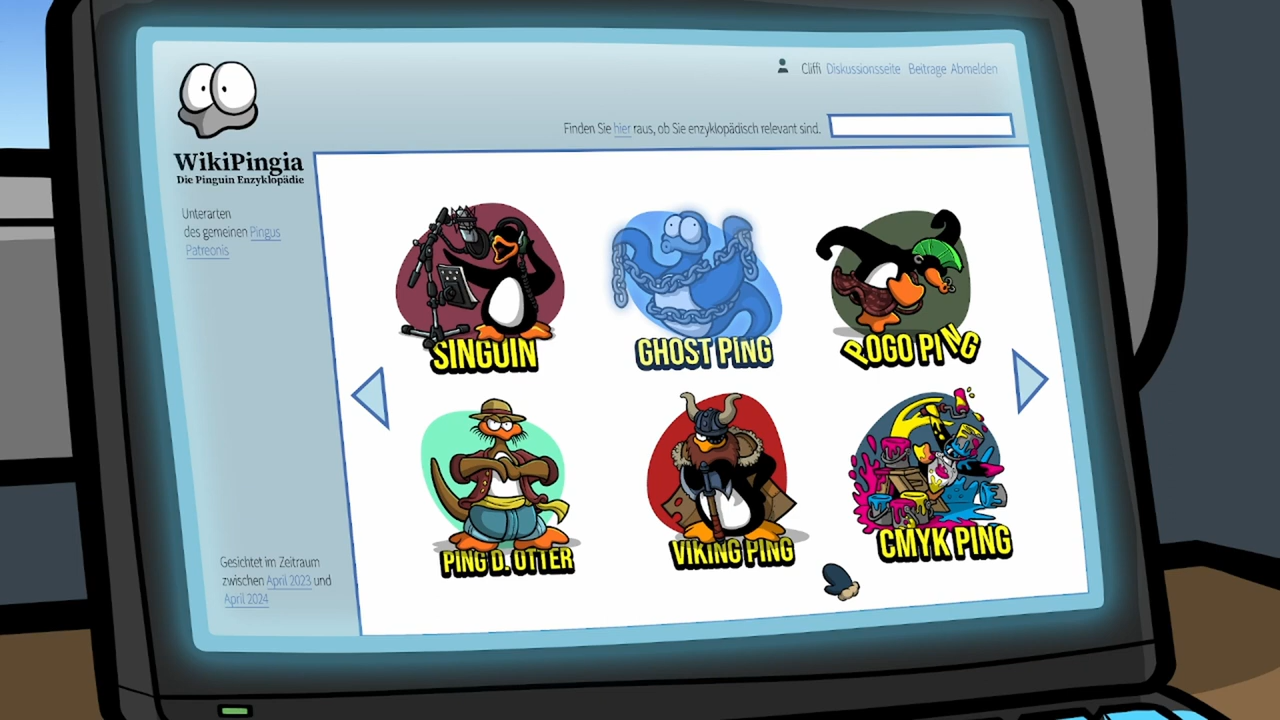 Cliffi Diskussionsseite Beitrage Abmelden
Finden Sie hier raus, ob Sie enzyklopädisch relevant sind.
WikiPingia
Die Pinguin Enzyklopädie
Unterarten
des gemeinen Pingus
Patreonis
SINGUIN
GHOST PING
POGO PING
PING D. OTTER
VIKING PING
CMYK PING
Gesichtet im Zeitraum
zwischen April 2023 und
April 2024